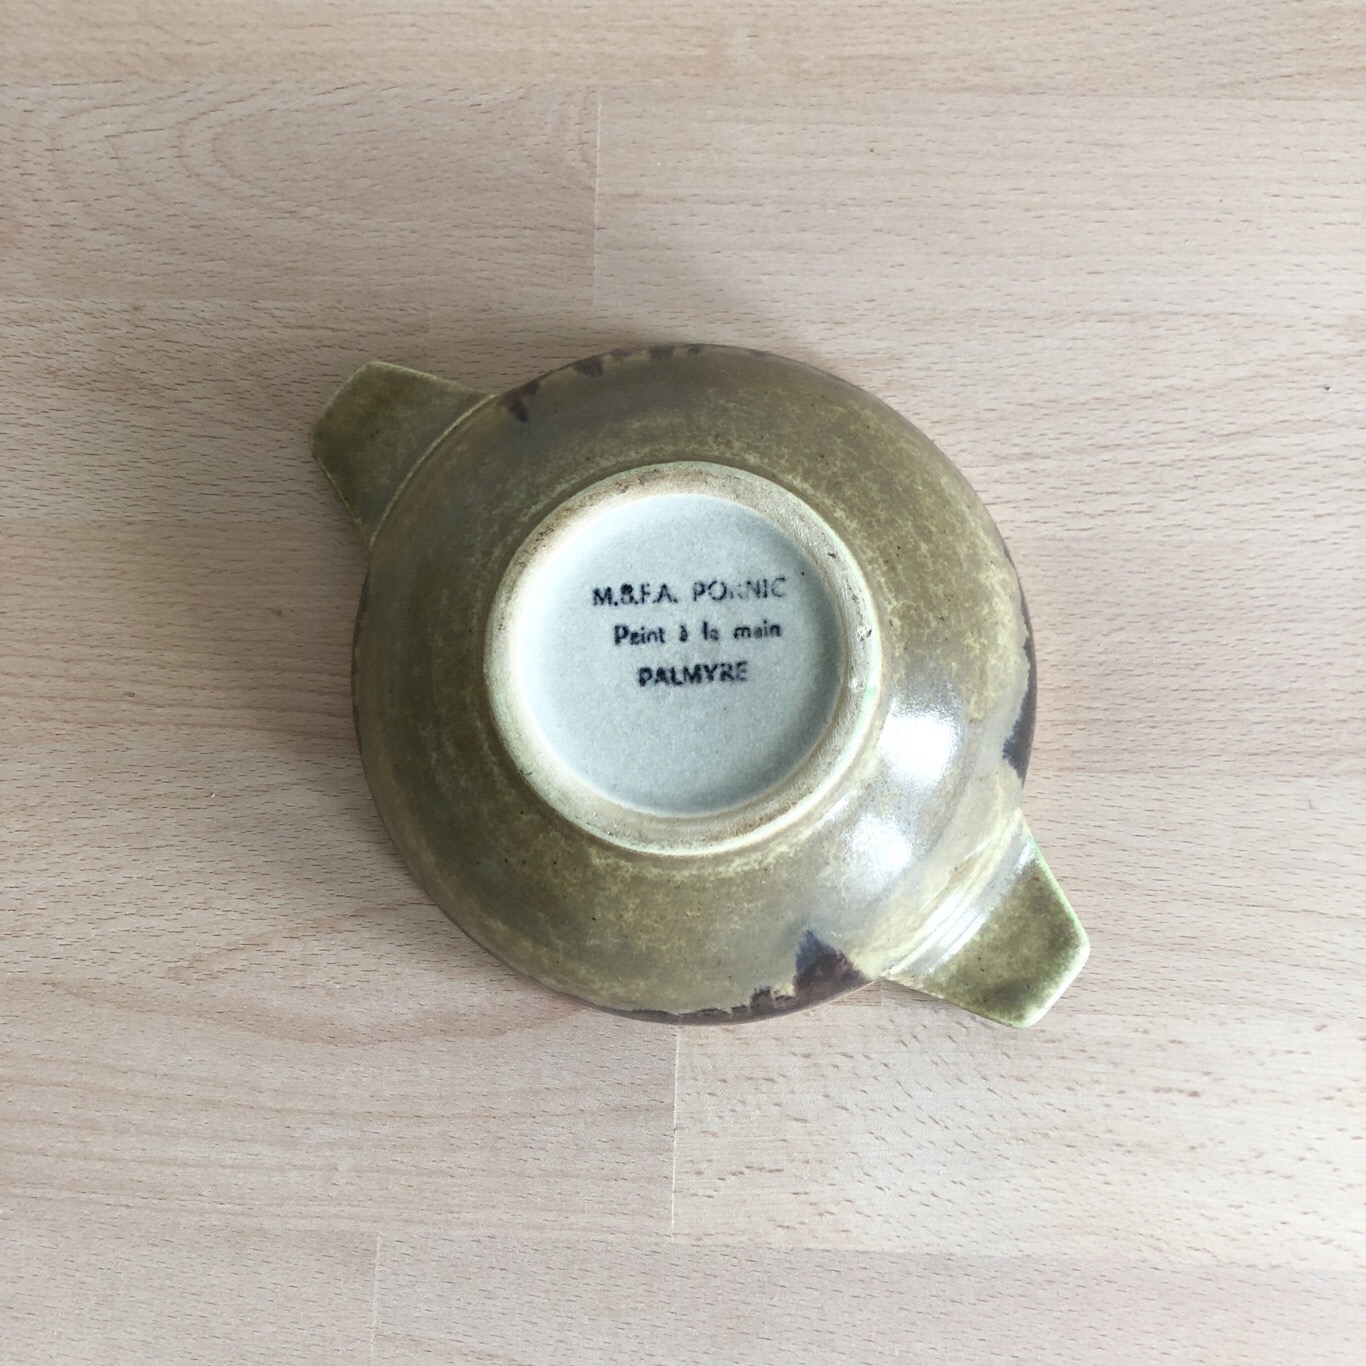 M.B.F.A. PORNIC
Peint à la main
PALMYRE